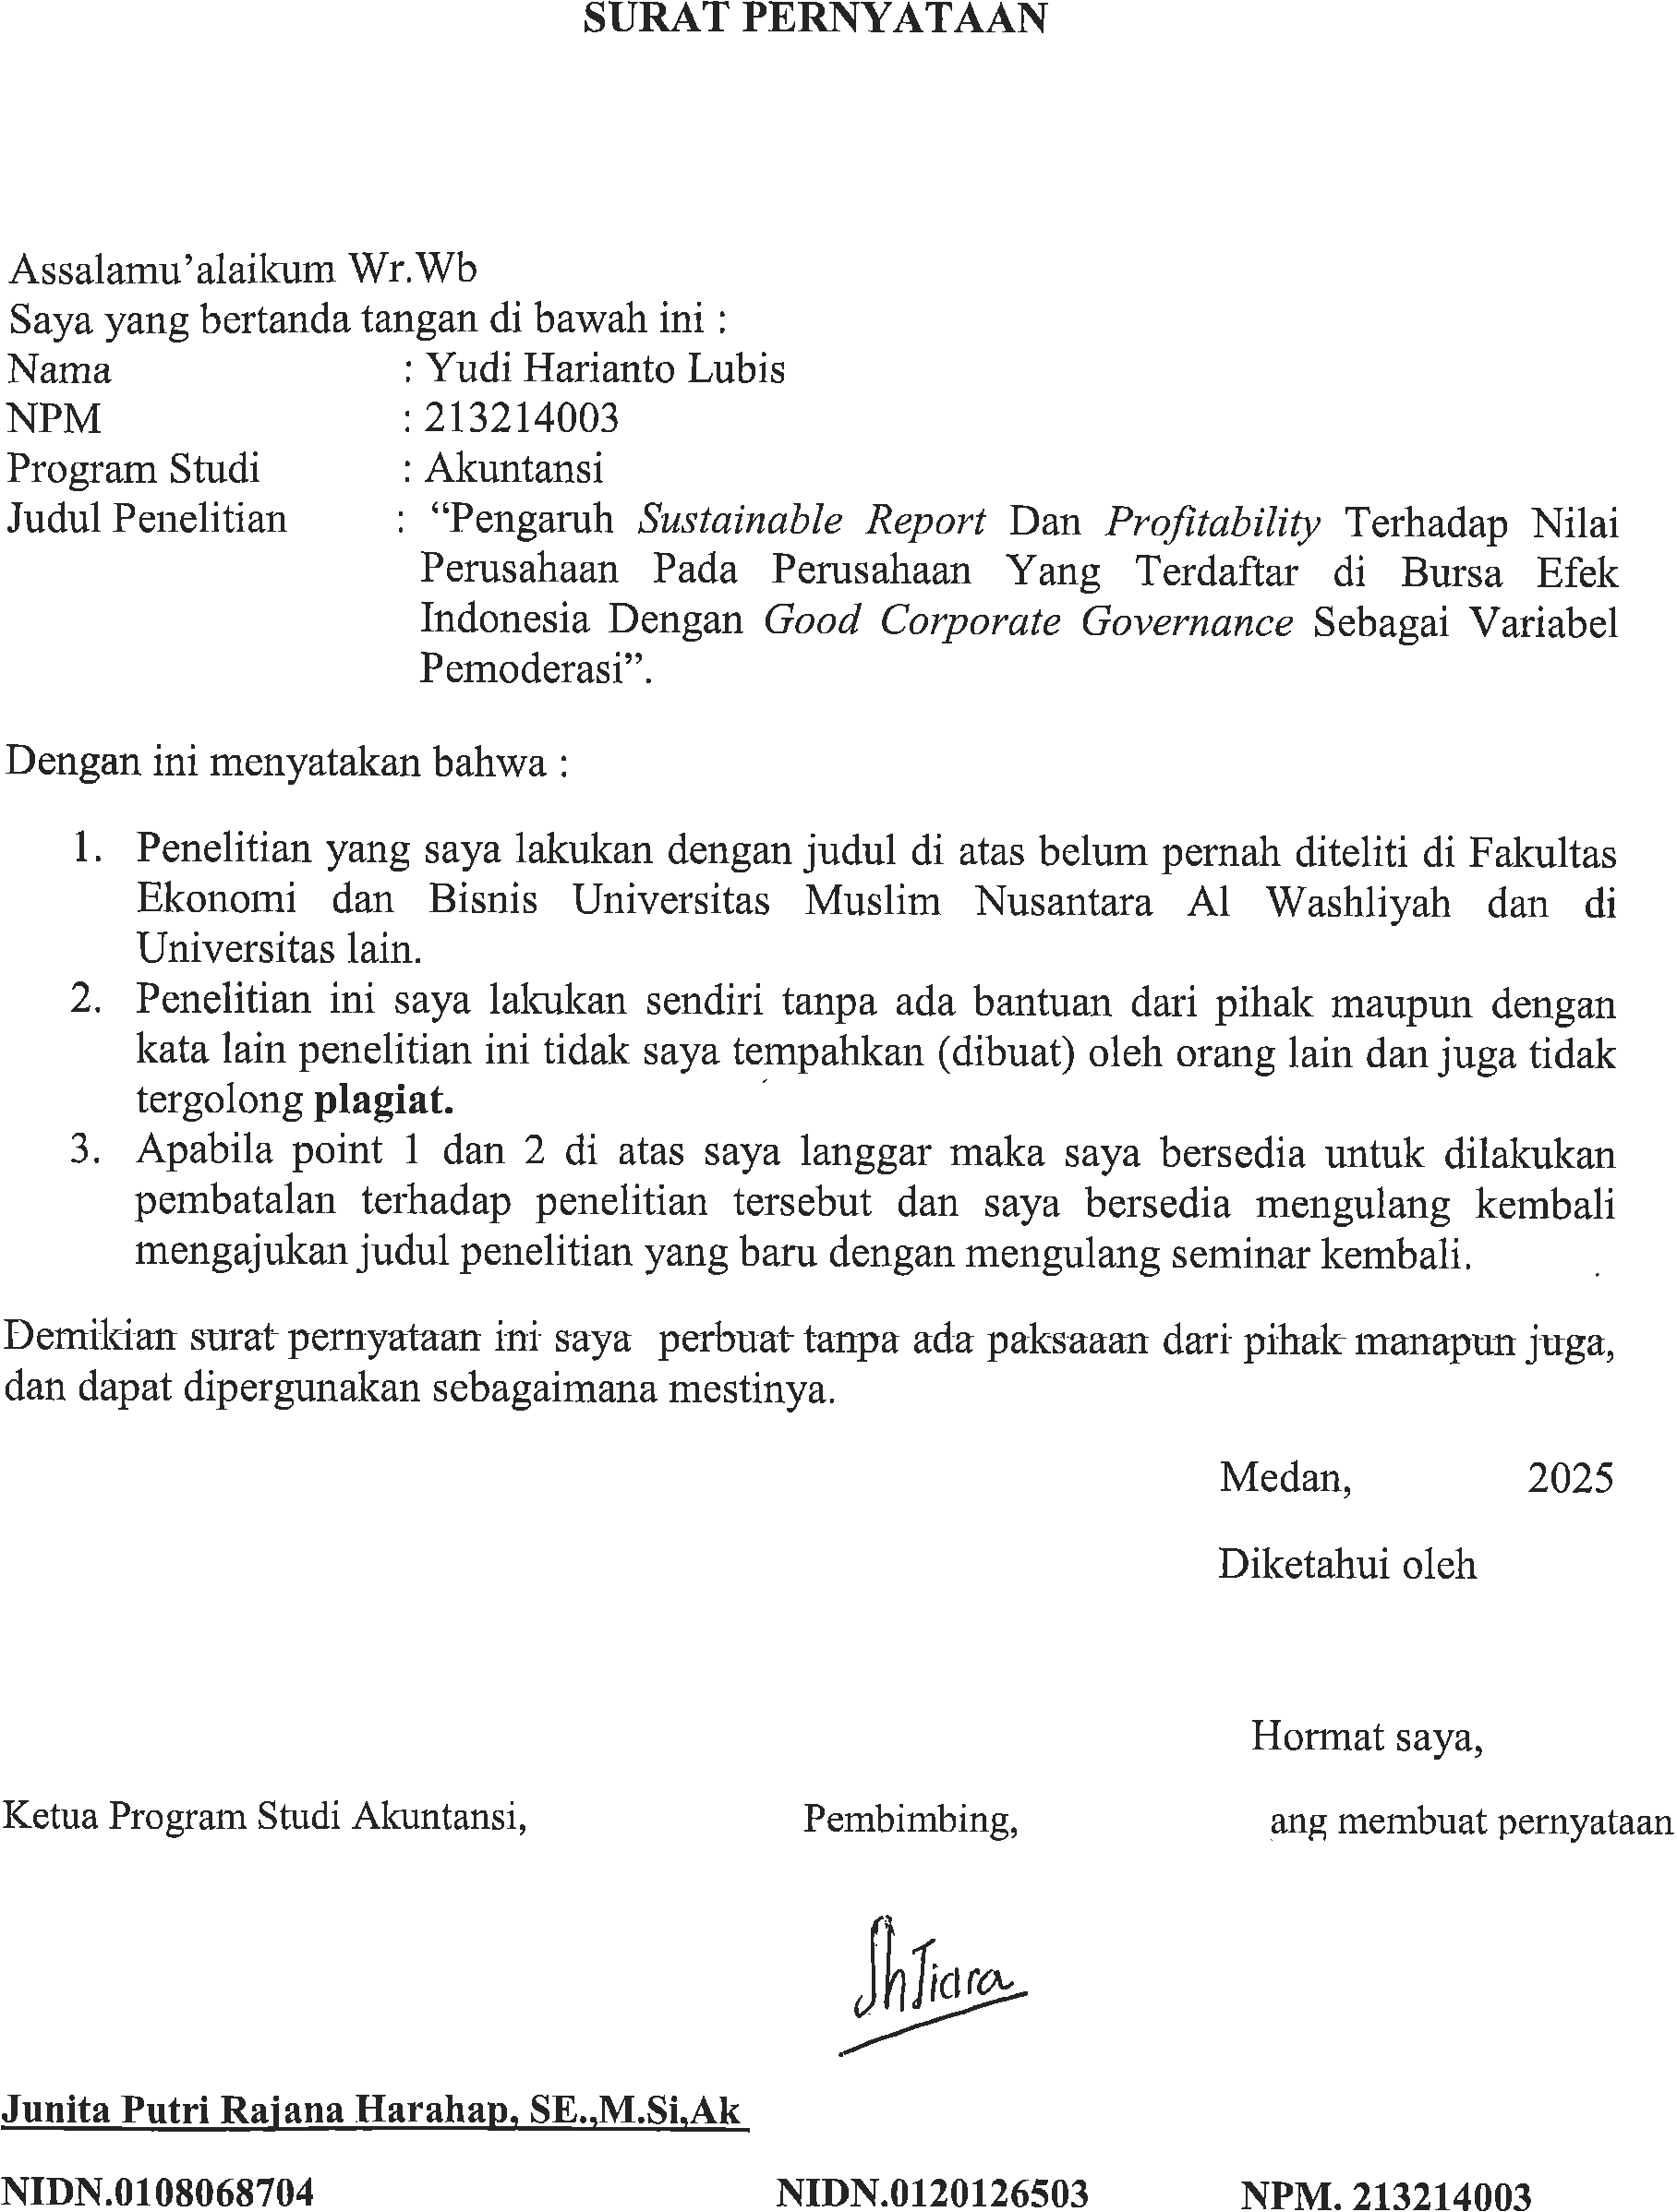 SURAT PERNYATAAN
Assalamu'alaikum Wr.Wb
Saya yang bertanda tangan di bawah ini :
Nama : Yudi Harianto Lubis
NPM : 213214003
Program Studi : Akuntansi
Judul Penelitian : “Pengaruh Sustainable Report Dan Profitability Terhadap Nilai
Perusahaan Pada Perusahaan Yang Terdaftar di Bursa Efek
Indonesia Dengan Good Corporate Governance Sebagai Variabel
Pemoderasi”.
Dengan ini menyatakan bahwa :
1. Penelitian yang saya lakukan dengan judul di atas belum pernah diteliti di Fakultas
Ekonomi dan Bisnis Universitas Muslim Nusantara Al Washliyah dan di
Universitas lain.
2. Penelitian ini saya lakukan sendiri tanpa ada bantuan dari pihak maupun dengan
kata lain penelitian ini tidak saya tempahkan (dibuat) oleh orang lain dan juga tidak
tergolong plagiat.
3. Apabila point 1 dan 2 di atas saya langgar maka saya bersedia untuk dilakukan
pembatalan terhadap penelitian tersebut dan saya bersedia mengulang kembali
mengajukan judul penelitian yang baru dengan mengulang seminar kembali.
Demikian surat pernyataan ini saya perbuat tanpa ada paksaaan dari pihak manapun juga,
dan dapat dipergunakan sebagaimana mestinya.
Medan, 2025
Diketahui oleh
Hormat saya,
Ketua Program Studi Akuntansi, Pembimbing, ang membuat pernyataan
Junita Putri Rajana Harahap, SE.,M.Si,Ak
NIDN.0108068704 NIDN.0120126503 NPM. 213214003